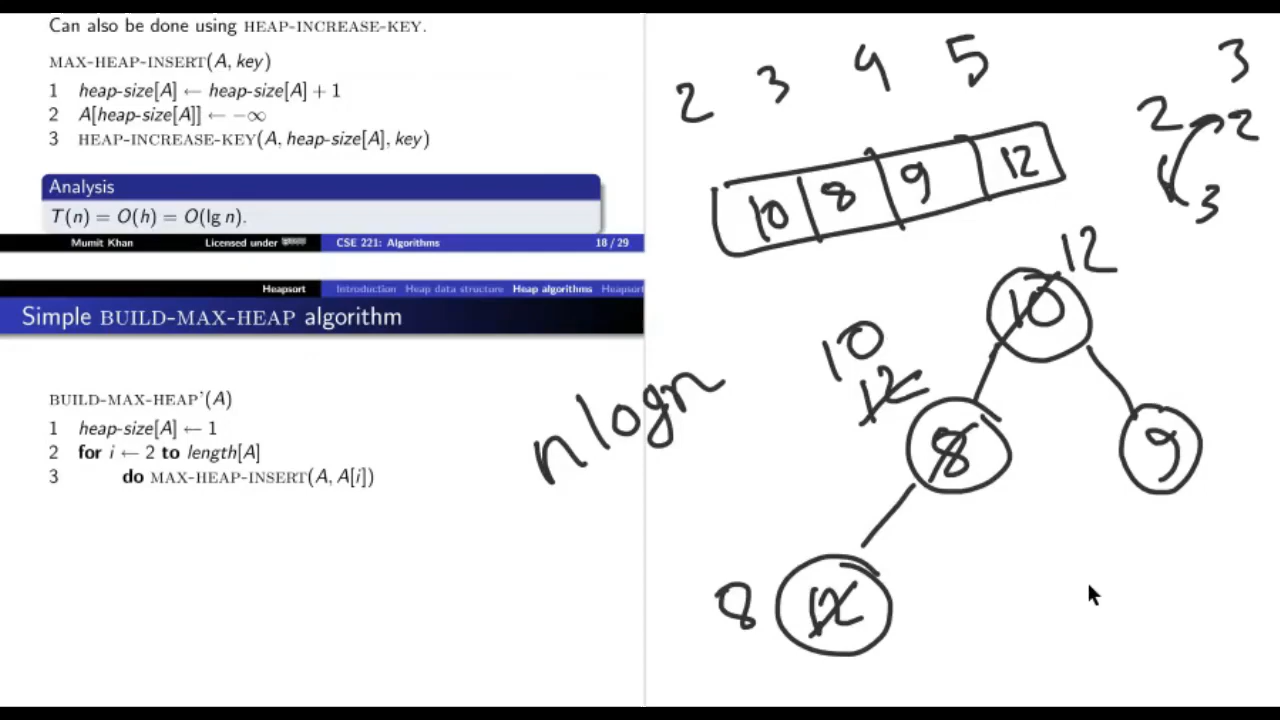 Can also be done using HEAP-INCREASE-KEY.
MAX-HEAP-INSERT(A, key)
1 heap-size[A] ← heap-size[A] + 1
2 A[heap-size[A]] ← −∞
3 HEAP-INCREASE-KEY(A, heap-size[A], key)
Analysis
T(n) = O(h) = O(lg n).
Mumit Khan Licensed under CSE 221: Algorithms 18 / 29
Heapsort Introduction Heap data structure Heap algorithms Heapsort
Simple BUILD-MAX-HEAP algorithm
BUILD-MAX-HEAP'(A)
1 heap-size[A] ← 1
2 for i ← 2 to length[A]
3 do MAX-HEAP-INSERT(A, A[i])
nlogn
2 3 4 5
10 8 9 12
3
2 2
3
12
10
10
12
8
9
8
12